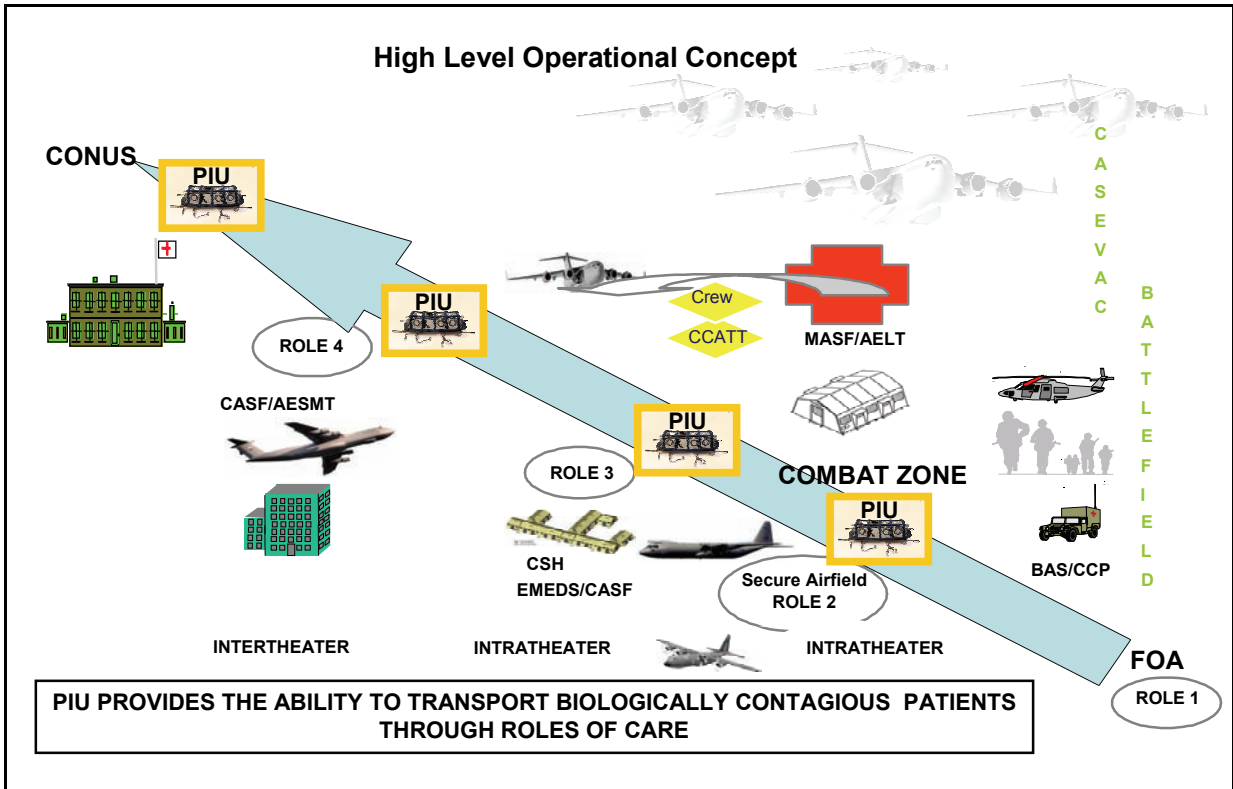 High Level Operational Concept
CONUS
PIU
CASEVAC
BATTLEFIELD
PIU
Crew
CCATT
MASF/AELT
ROLE 4
CASF/AESMT
PIU
ROLE 3
COMBAT ZONE
PIU
CSH
EMEDS/CASF
Secure Airfield
ROLE 2
BAS/CCP
INTERTHEATER
INTRATHEATER
INTRATHEATER
FOA
ROLE 1
PIU PROVIDES THE ABILITY TO TRANSPORT BIOLOGICALLY CONTAGIOUS PATIENTS
THROUGH ROLES OF CARE